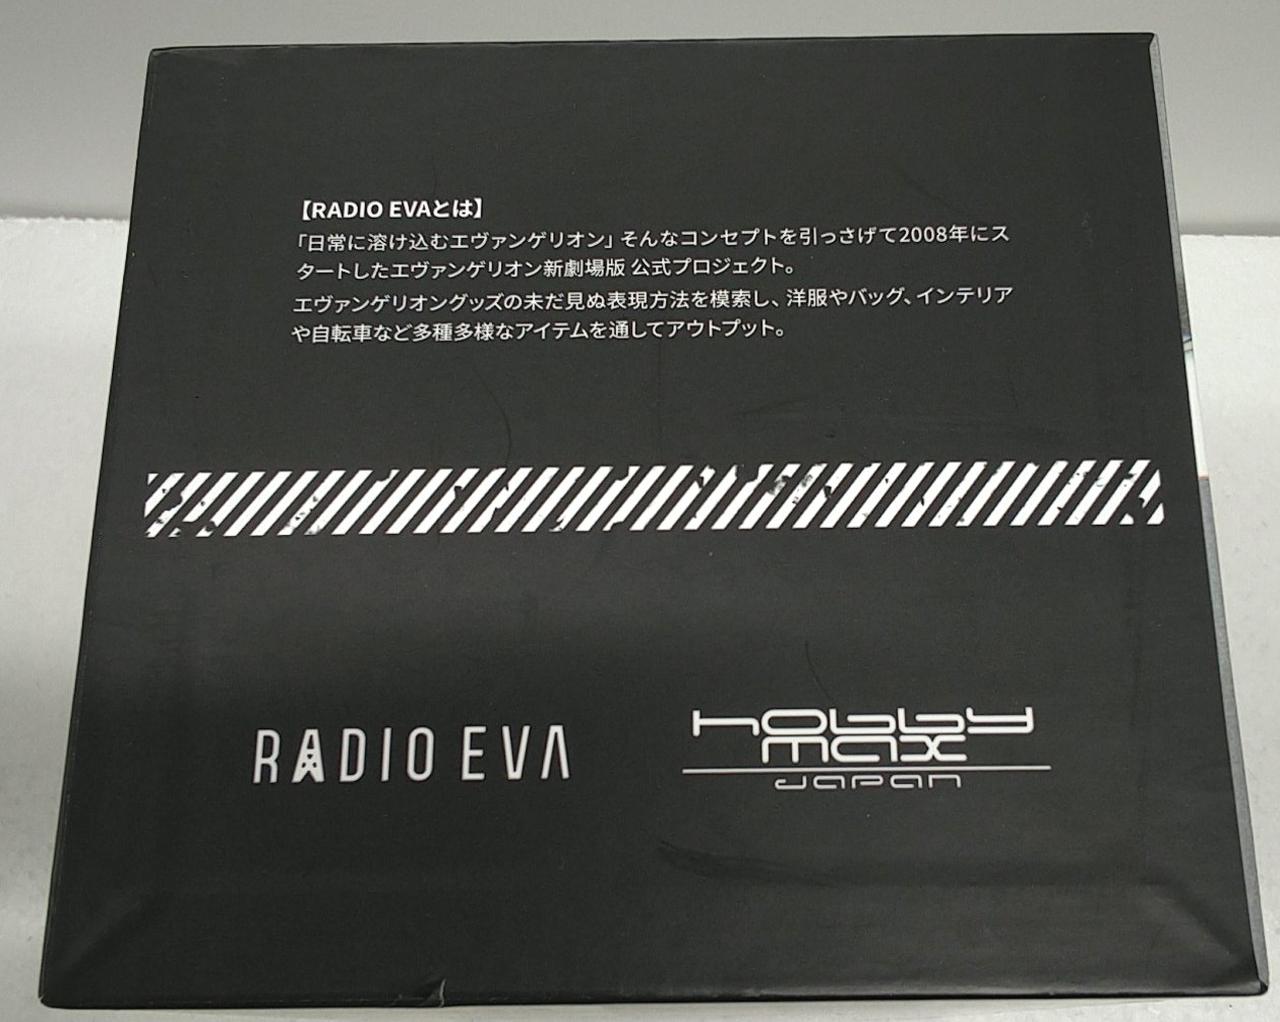 【RADIO EVAとは】
「日常に溶け込むエヴァンゲリオン」そんなコンセプトを引っさげて2008年にス
タートしたエヴァンゲリオン新劇場版 公式プロジェクト。
エヴァンゲリオングッズの未だ見ぬ表現方法を模索し、洋服やバッグ、インテリア
や自転車など多種多様なアイテムを通してアウトプット。
RADIO EVA
hobby
max
Japan